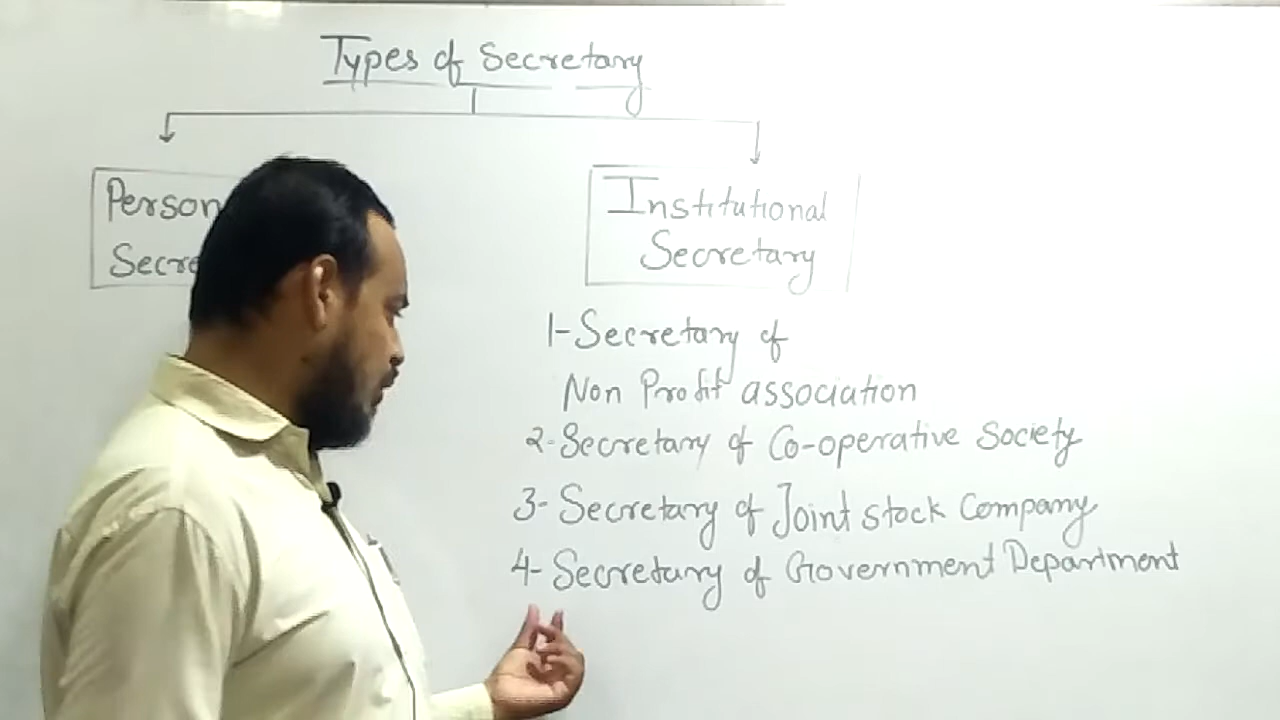 Types of Secretary
Person
Secre
Institutional
Secretary
1-Secretary of
Non Profit association
2-Secretary of Co-operative Society
3-Secretary of Joint stock Company
4-Secretary of Government Department